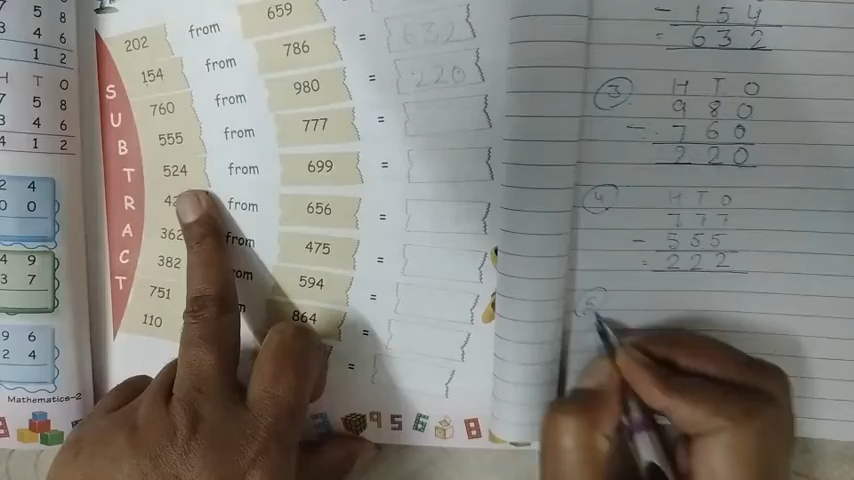 4 8 6
4 4
1 2
T O
5 8
4 6
1 2
2 4
0 0
4 9
3 7
9 6
2 4
Mathematics-2
SUBTRACT
202 from 659
154 from 786 = 632
760 from 980 = 220
555 from 777 =
524 from 699 =
from 656 =
362 from 475 =
382 from 594 =
751 864 =
110 =
- 1 5 4
= 6 3 2
3 H T O
9 8 0
- 7 6 0
2 2 0
4 H T O
7 7 7
- 5 5 5
= 2 2 2
5